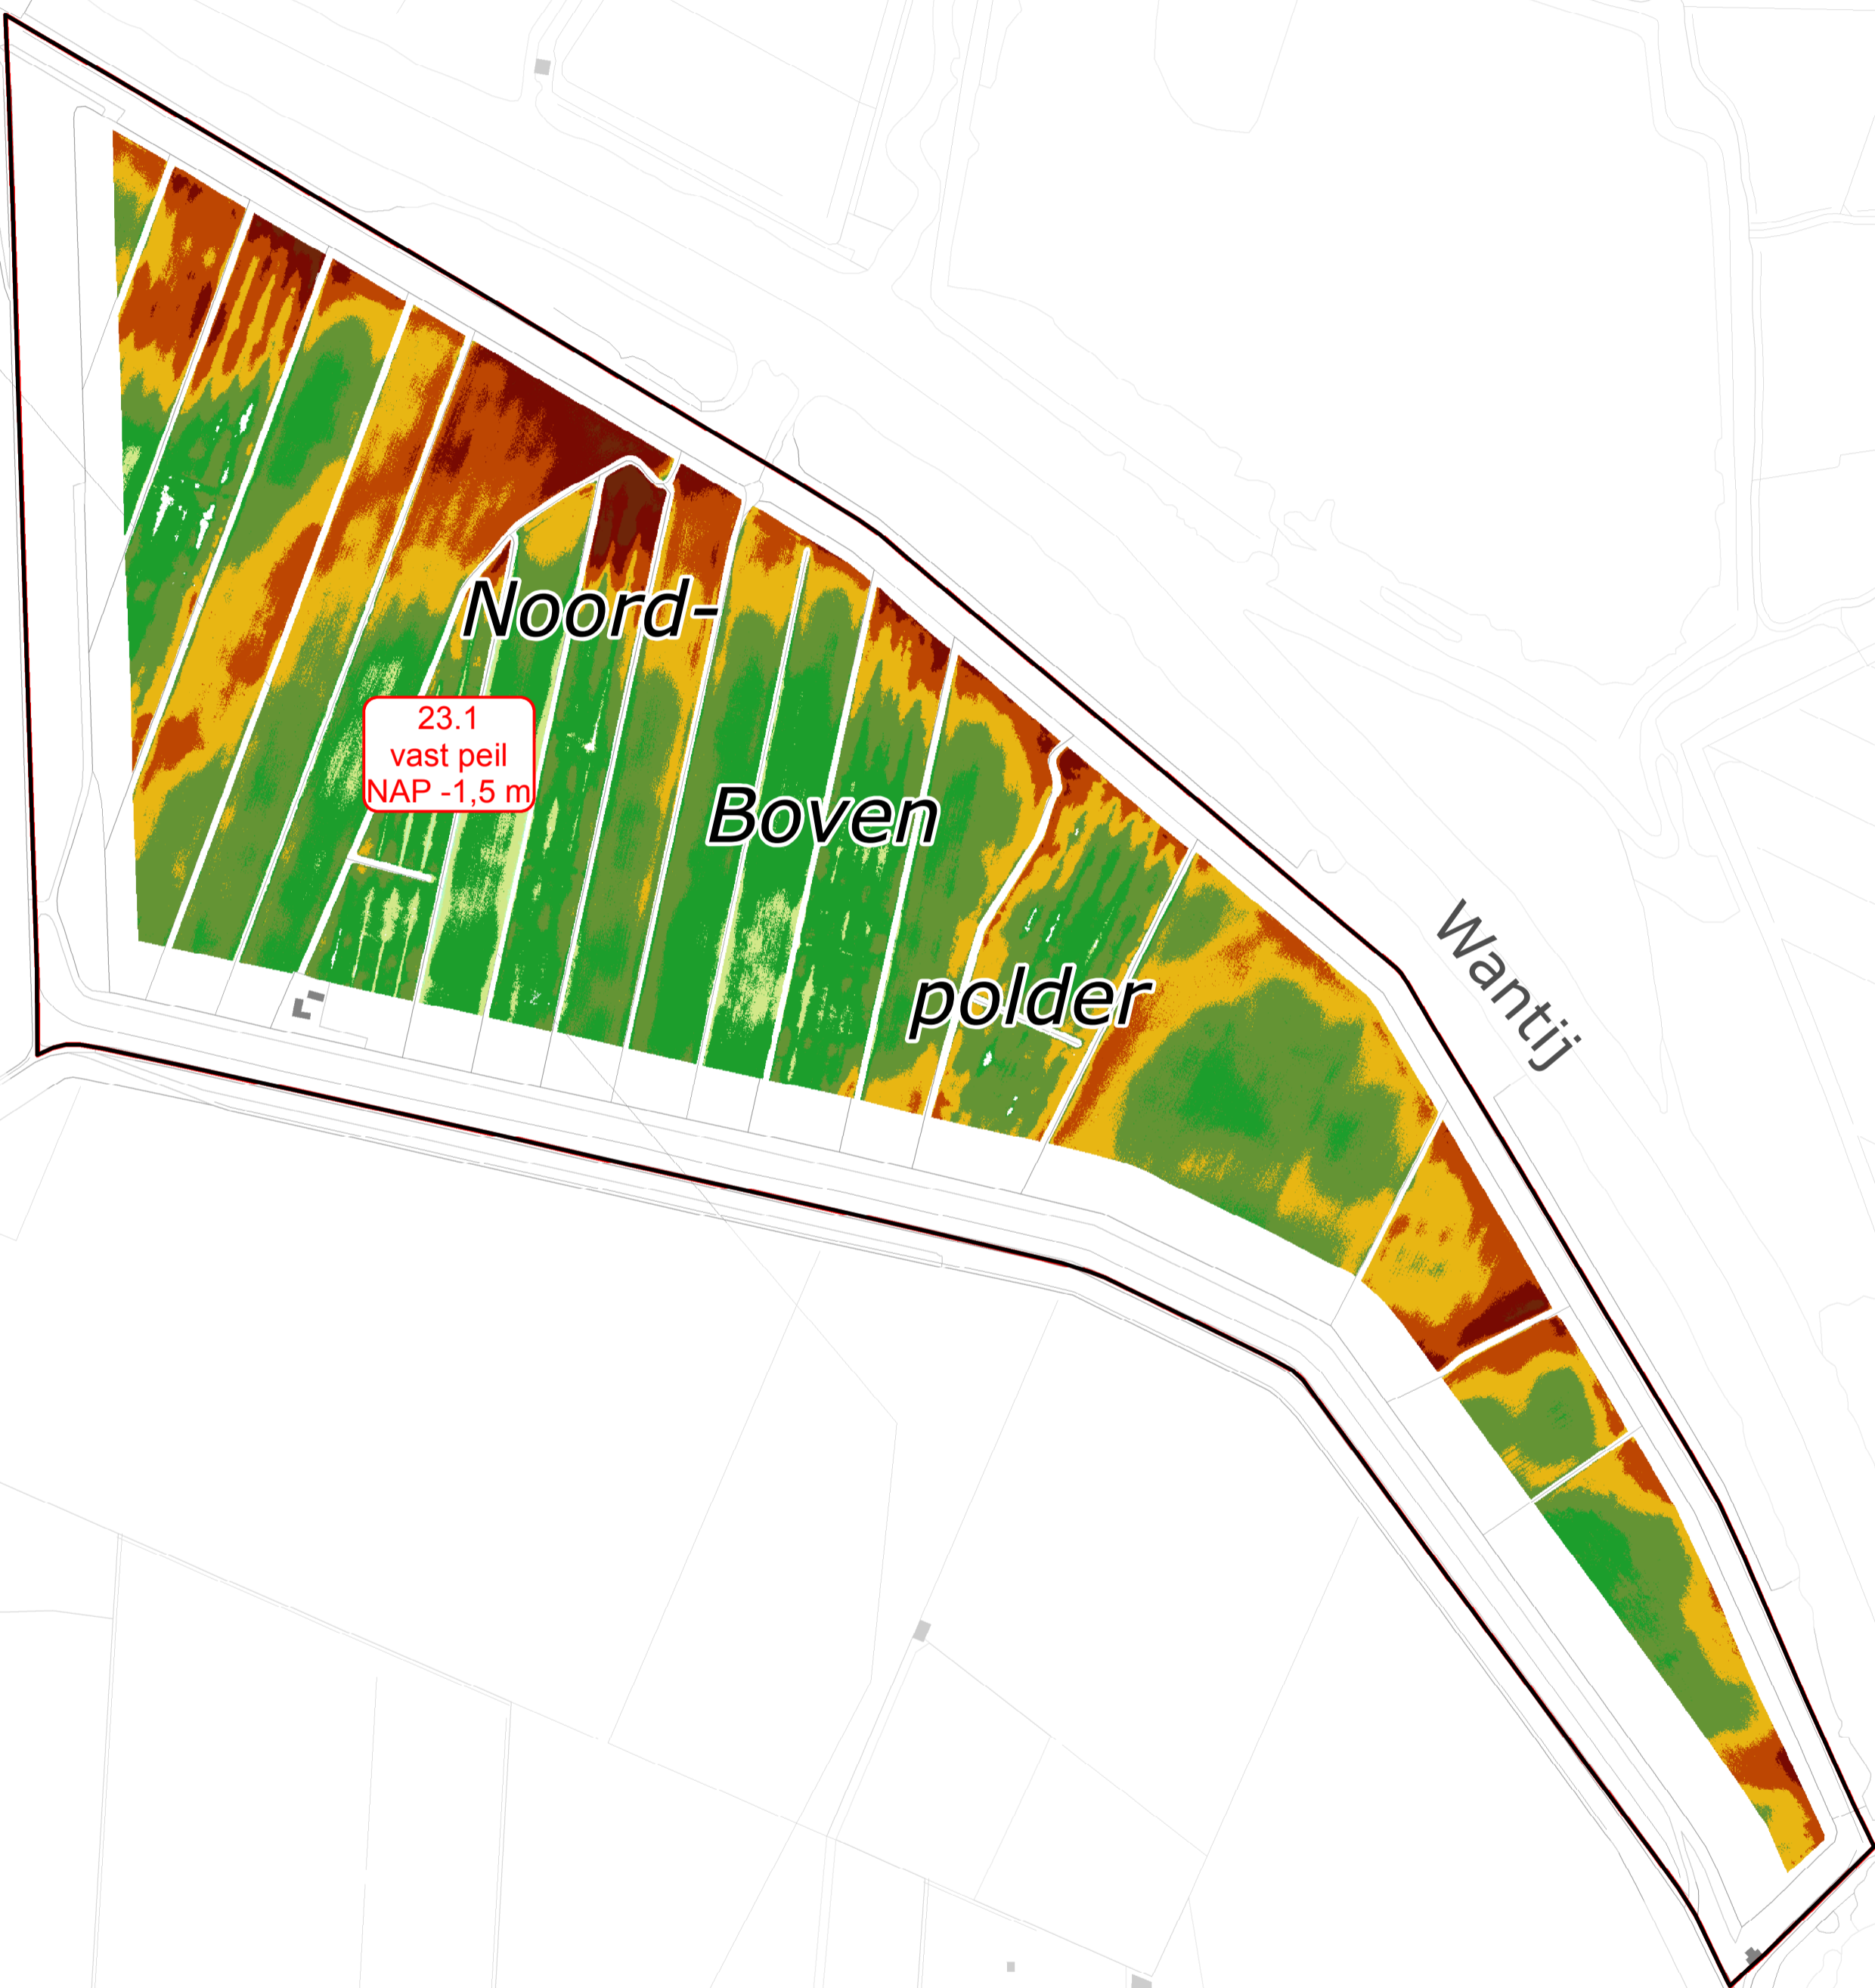 Noord-
23.1
vast peil
NAP -1,5 m
Boven
polder
Wantij